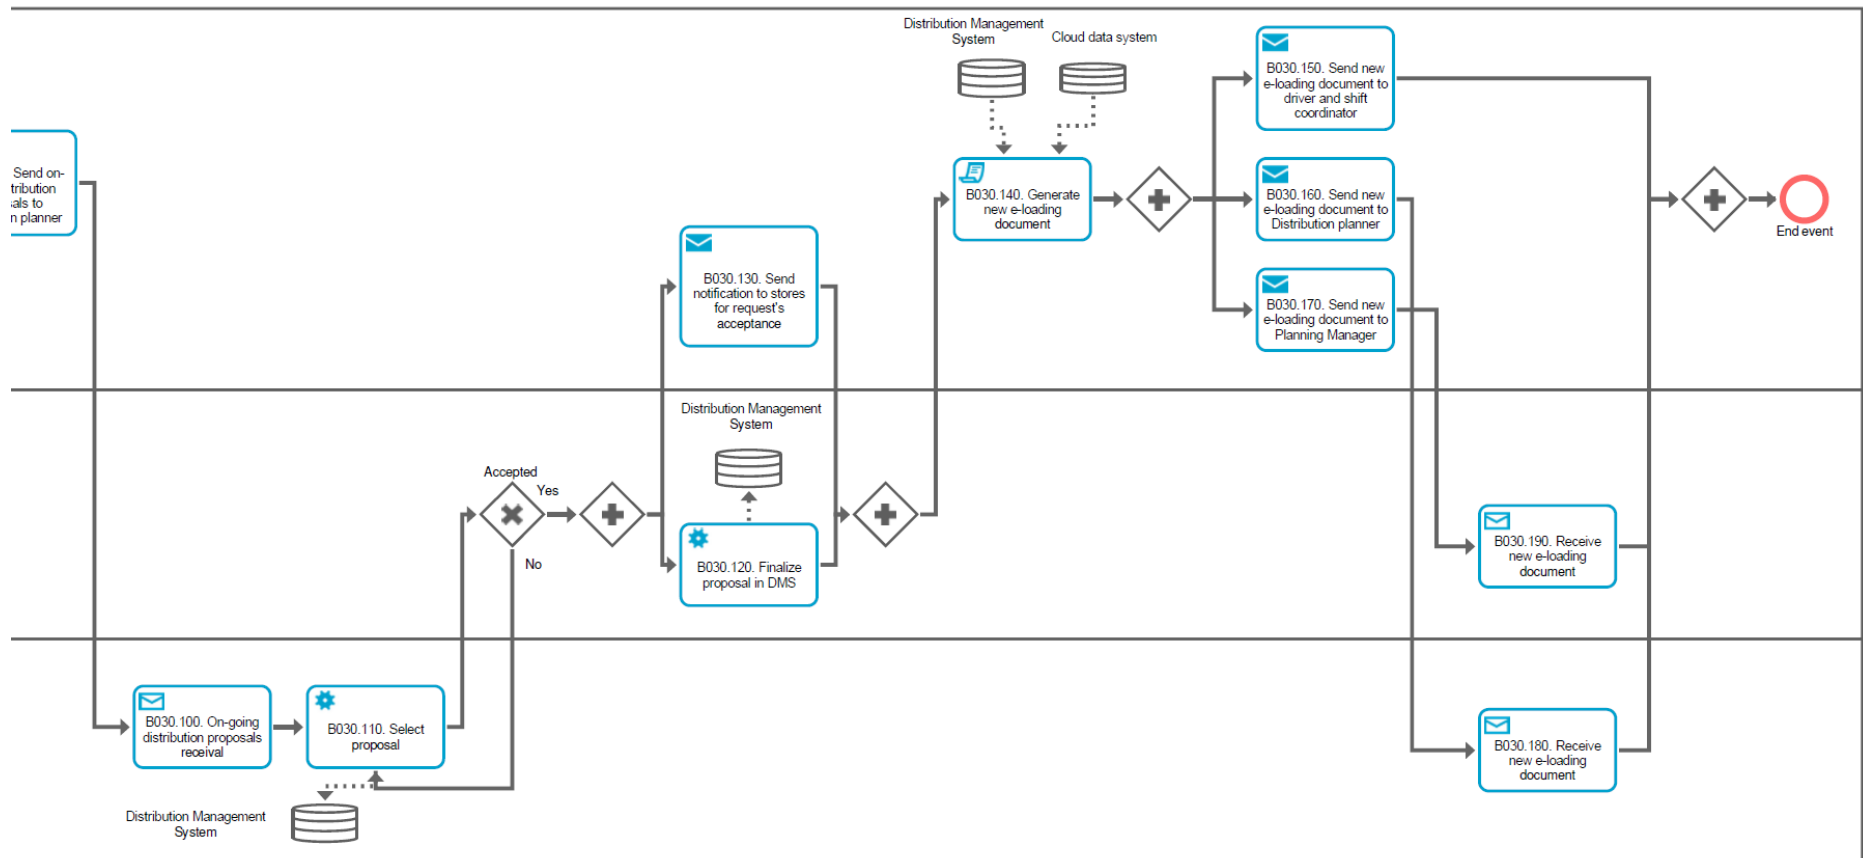 Send on-
tribution
als to
n planner
B030.100. On-going
distribution proposals
receival
B030.110. Select
proposal
Distribution Management
System
Accepted
Yes
No
B030.130. Send
notification to stores
for request's
acceptance
Distribution Management
System
B030.120. Finalize
proposal in DMS
Distribution Management
System
Cloud data system
B030.140. Generate
new e-loading
document
B030.150. Send new
e-loading document to
driver and shift
coordinator
B030.160. Send new
e-loading document to
Distribution planner
B030.170. Send new
e-loading document to
Planning Manager
B030.190. Receive
new e-loading
document
B030.180. Receive
new e-loading
document
End event